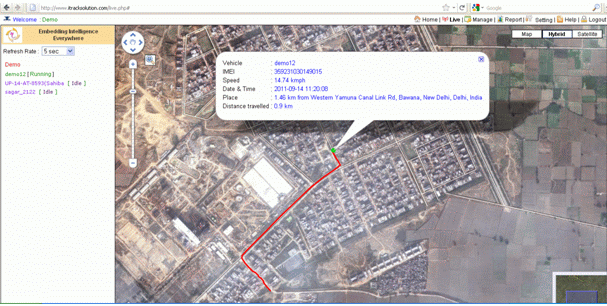 http://www.itracksolution.com/live.php#
Google
Welcome : Demo
Home | Live | Manage | Report | Setting | Help | Logout
Embedding Intelligence
Everywhere
Refresh Rate : 5 sec.
Demo
demo12 [Running]
UP-14-AT-0593(Sahiba [ Idle ]
sagar_2122 [ Idle ]
Map
Hybrid
Satellite
Vehicle : demo12
IMEI : 359231030149015
Speed : 14.74 kmph
Date & Time : 2011-09-14 11:20:08
Place : 1.46 km from Western Yamuna Canal Link Rd, Bawana, New Delhi, Delhi, India
Distance travelled : 0.9 km